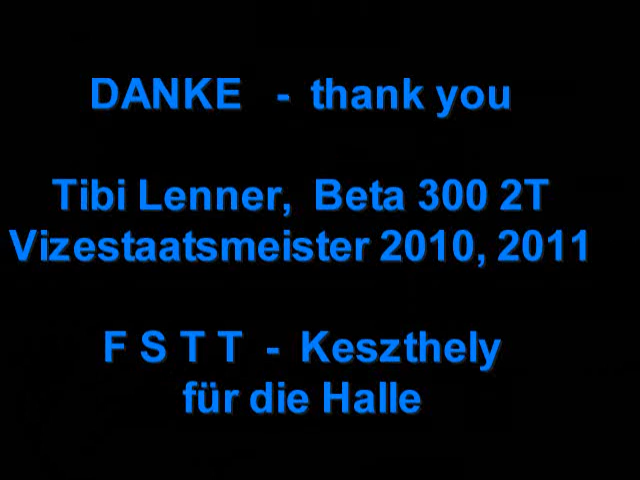 DANKE - thank you
Tibi Lenner, Beta 300 2T
Vizestaatsmeister 2010, 2011
F S T T - Keszthely
für die Halle